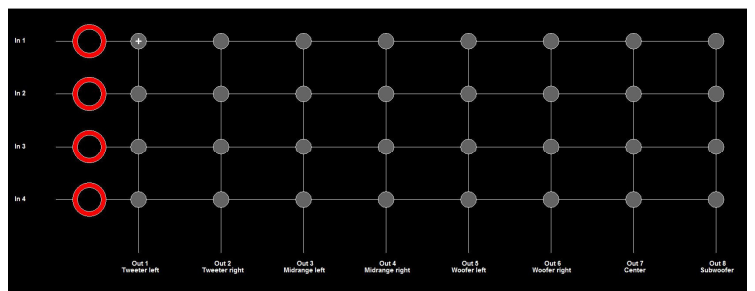 In 1
In 2
In 3
In 4
Out 1 Out 2 Out 3 Out 4 Out 5 Out 6 Out 7 Out 8
Tweeter left Tweeter right Midrange left Midrange right Woofer left Woofer right Center Subwoofer